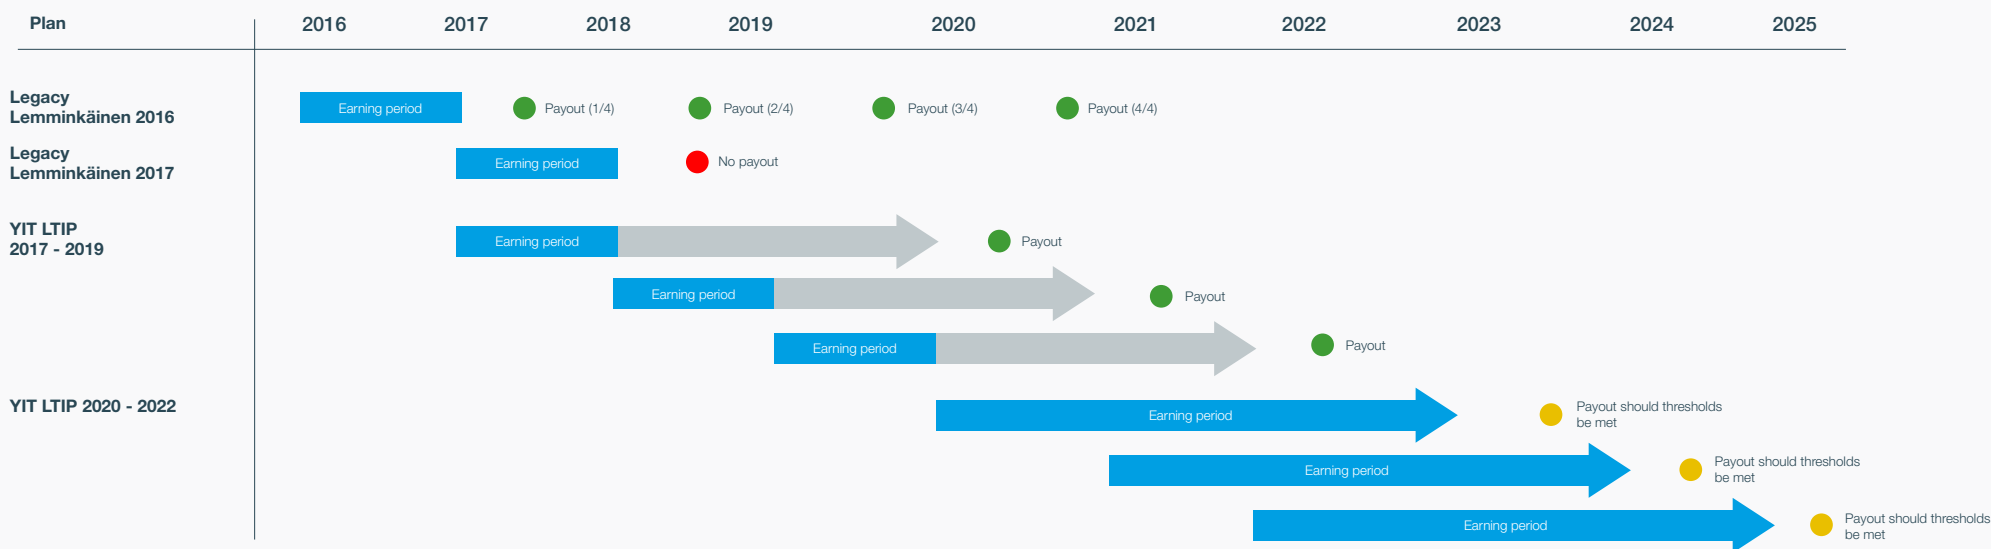 Plan 2016 2017 2018 2019 2020 2021 2022 2023 2024 2025
Legacy
Lemminkäinen 2016
Earning period Payout (1/4) Payout (2/4) Payout (3/4) Payout (4/4)
Legacy
Lemminkäinen 2017
Earning period No payout
YIT LTIP
2017 - 2019
Earning period Payout
Earning period Payout
Earning period Payout
YIT LTIP 2020 - 2022
Earning period Payout should thresholds
be met
Earning period Payout should thresholds
be met
Earning period Payout should thresholds
be met